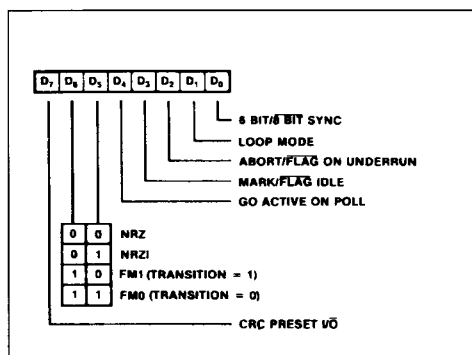 D7 D6 D5 D4 D3 D2 D1 D0
6 BIT/8 BIT SYNC
LOOP MODE
ABORT/FLAG ON UNDERRUN
MARK/FLAG IDLE
GO ACTIVE ON POLL
0 0 NRZ
0 1 NRZI
1 0 FM1 (TRANSITION = 1)
1 1 FM0 (TRANSITION = 0)
CRC PRESET I/O